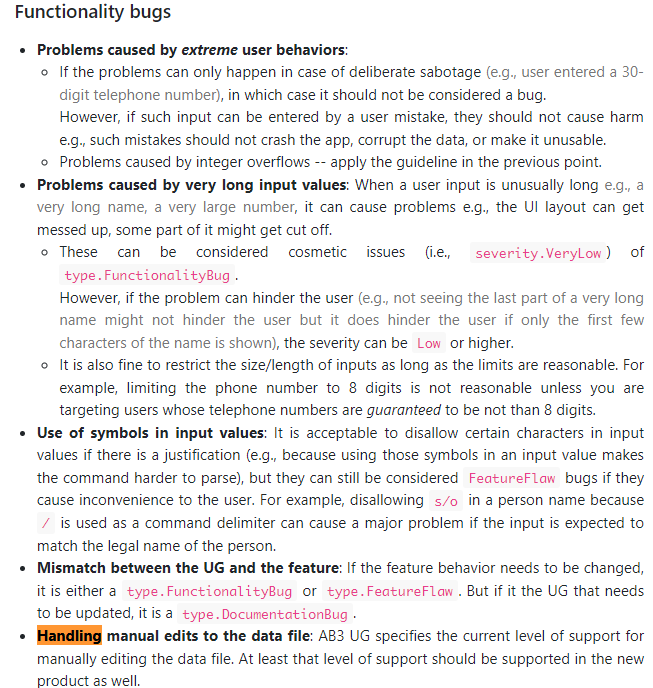 Functionality bugs
• Problems caused by extreme user behaviors:
◦ If the problems can only happen in case of deliberate sabotage (e.g., user entered a 30-
digit telephone number), in which case it should not be considered a bug.
However, if such input can be entered by a user mistake, they should not cause harm
e.g., such mistakes should not crash the app, corrupt the data, or make it unusable.
◦ Problems caused by integer overflows -- apply the guideline in the previous point.
• Problems caused by very long input values: When a user input is unusually long e.g., a
very long name, a very large number, it can cause problems e.g., the UI layout can get
messed up, some part of it might get cut off.
◦ These can be considered cosmetic issues (i.e., severity.VeryLow) of
type.FunctionalityBug.
However, if the problem can hinder the user (e.g., not seeing the last part of a very long
name might not hinder the user but it does hinder the user if only the first few
characters of the name is shown), the severity can be Low or higher.
◦ It is also fine to restrict the size/length of inputs as long as the limits are reasonable. For
example, limiting the phone number to 8 digits is not reasonable unless you are
targeting users whose telephone numbers are guaranteed to be not than 8 digits.
• Use of symbols in input values: It is acceptable to disallow certain characters in input
values if there is a justification (e.g., because using those symbols in an input value makes
the command harder to parse), but they can still be considered FeatureFlaw bugs if they
cause inconvenience to the user. For example, disallowing s/o in a person name because
/ is used as a command delimiter can cause a major problem if the input is expected to
match the legal name of the person.
• Mismatch between the UG and the feature: If the feature behavior needs to be changed,
it is either a type.FunctionalityBug or type.FeatureFlaw. But if it the UG that needs
to be updated, it is a type.DocumentationBug.
• Handling manual edits to the data file: AB3 UG specifies the current level of support for
manually editing the data file. At least that level of support should be supported in the new
product as well.